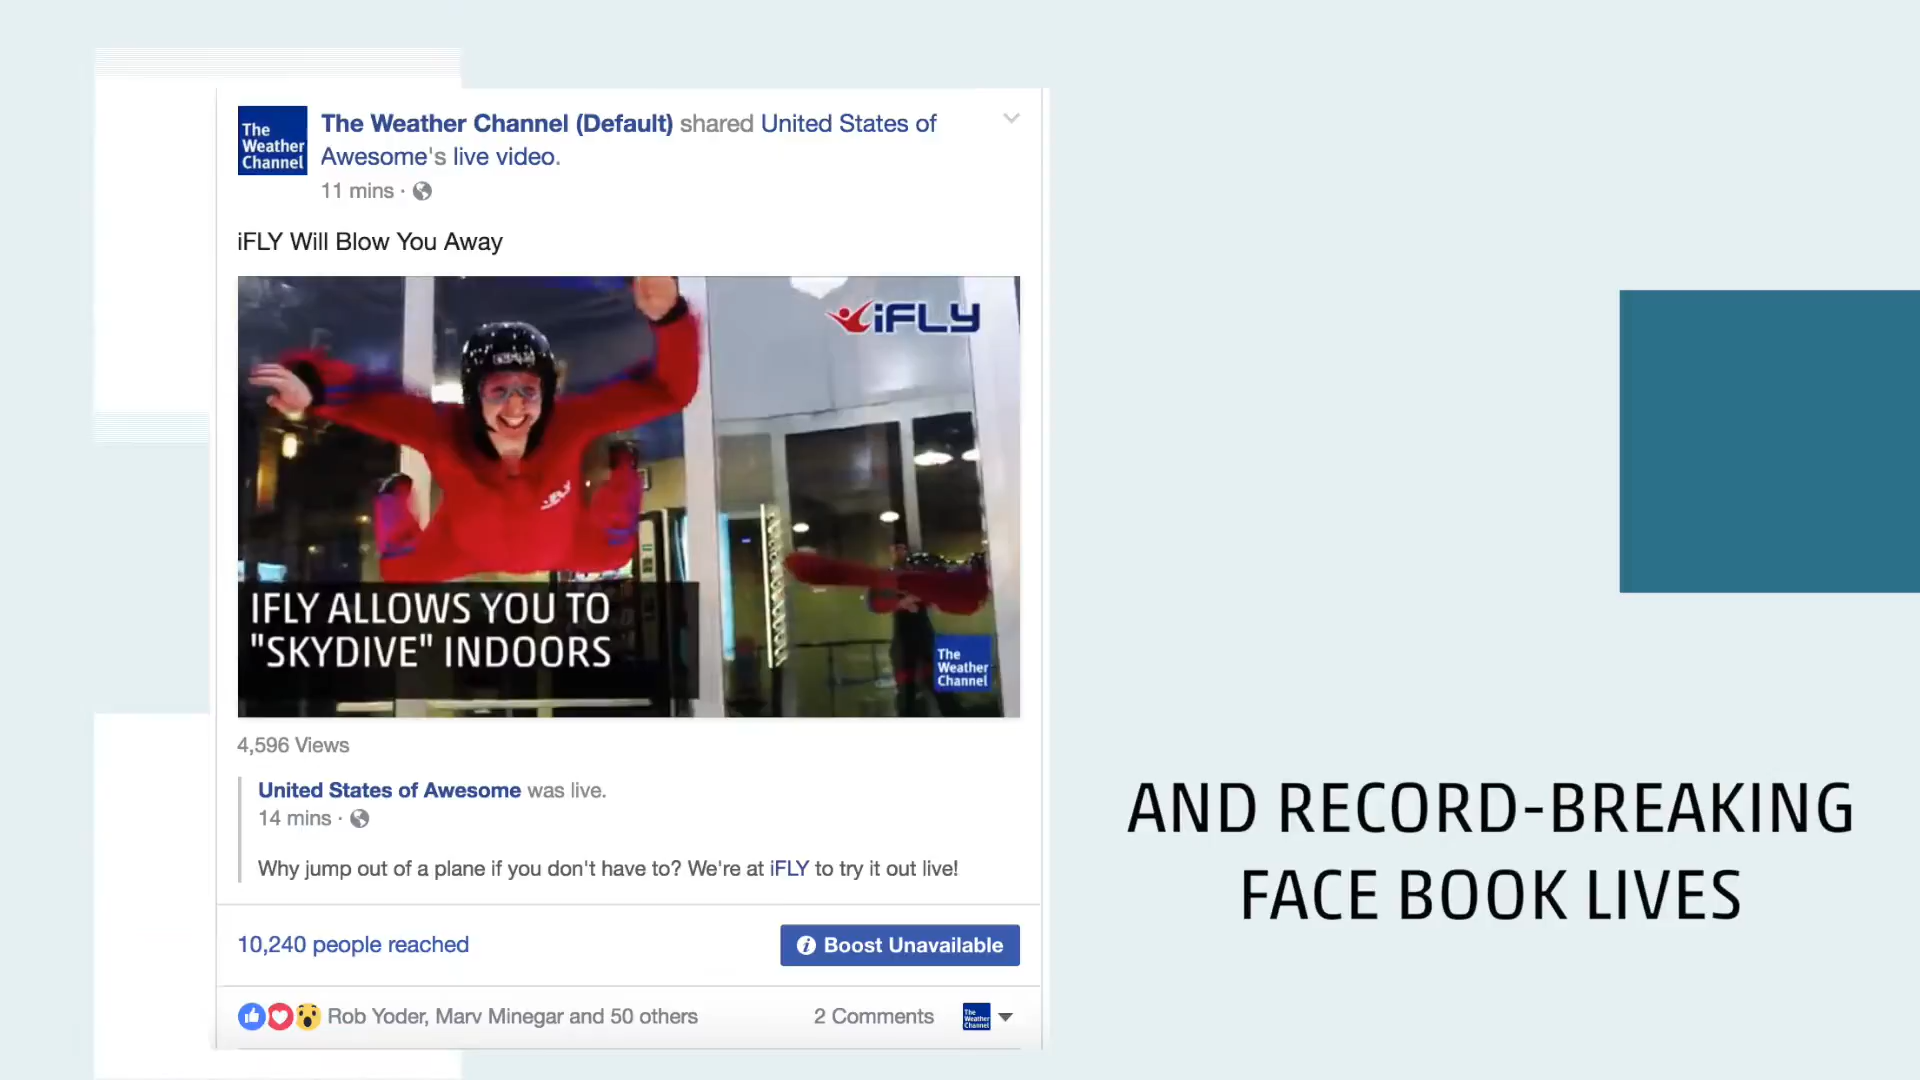 The
Weather
Channel
The Weather Channel (Default) shared United States of
Awesome's live video.
11 mins ·
iFLY Will Blow You Away
iFLY
IFLY ALLOWS YOU TO
"SKYDIVE" INDOORS
The
Weather
Channel
4,596 Views
United States of Awesome was live.
14 mins ·
Why jump out of a plane if you don't have to? We're at iFLY to try it out live!
10,240 people reached
Boost Unavailable
Rob Yoder, Marv Minegar and 50 others
2 Comments
The
Weather
Channel
AND RECORD-BREAKING
FACE BOOK LIVES